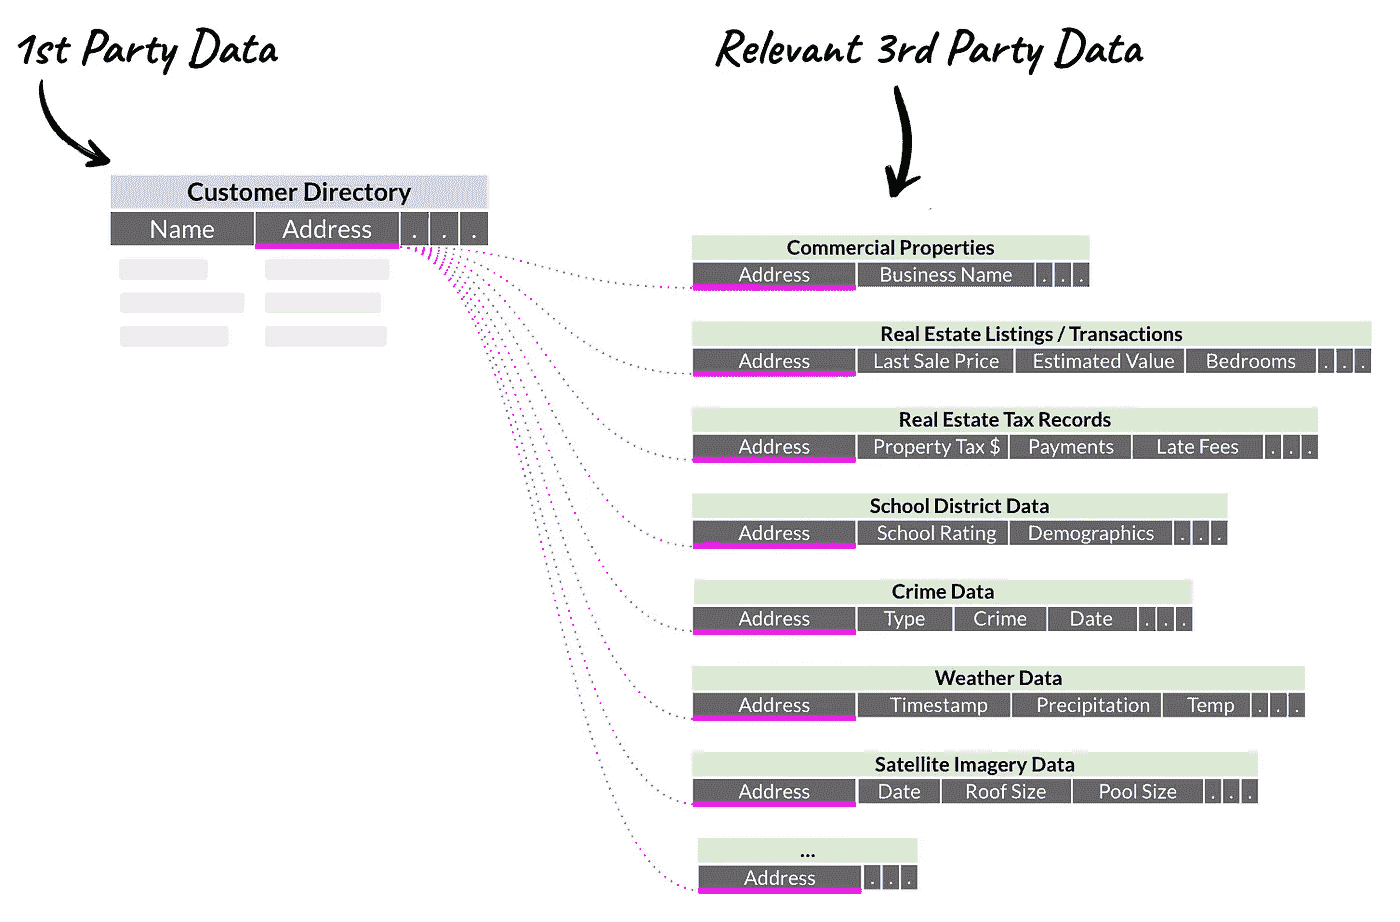 1st Party Data
Relevant 3rd Party Data
Customer Directory
Name Address . . .
Commercial Properties
Address Business Name . . .
Real Estate Listings / Transactions
Address Last Sale Price Estimated Value Bedrooms . . .
Real Estate Tax Records
Address Property Tax $ Payments Late Fees . . .
School District Data
Address School Rating Demographics . . .
Crime Data
Address Type Crime Date . . .
Weather Data
Address Timestamp Precipitation Temp . . .
Satellite Imagery Data
Address Date Roof Size Pool Size . . .
...
Address . . .